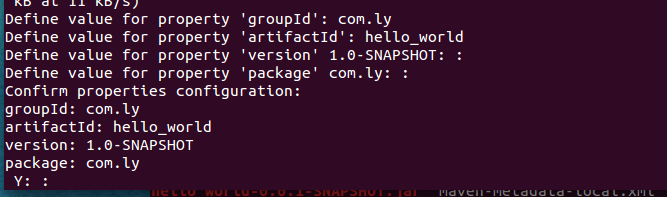 kB at 11 KB/s)
Define value for property 'groupId': com.ly
Define value for property 'artifactId': hello_world
Define value for property 'version' 1.0-SNAPSHOT: :
Define value for property 'package' com.ly: :
Confirm properties configuration:
groupId: com.ly
artifactId: hello_world
version: 1.0-SNAPSHOT
package: com.ly
Y: :
hello_world-0.0.1-SNAPSHOT.jar maven-metadata-local.xml